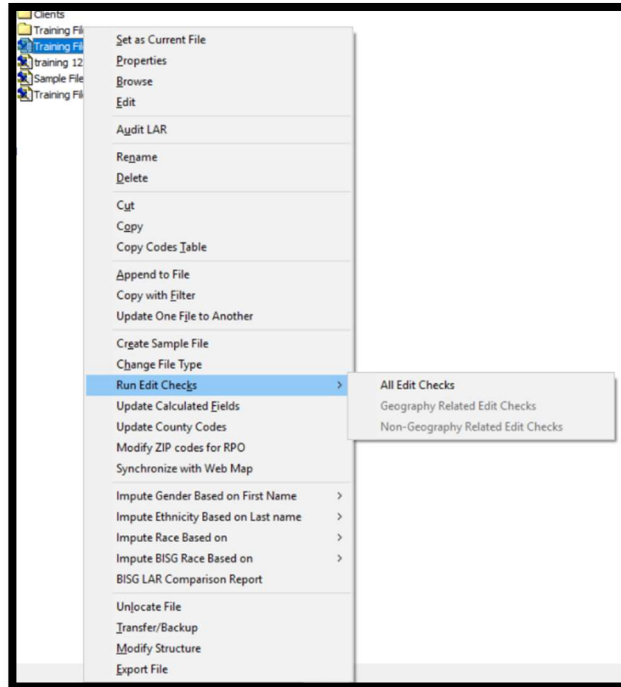 Clients
Training Fil
Training Fil
training 12
Sample File
Training Fil
Set as Current File
Properties
Browse
Edit
Audit LAR
Rename
Delete
Cut
Copy
Copy Codes Table
Append to File
Copy with Filter
Update One File to Another
Create Sample File
Change File Type
Run Edit Checks >
Update Calculated Fields
Update County Codes
Modify ZIP codes for RPO
Synchronize with Web Map
Impute Gender Based on First Name >
Impute Ethnicity Based on Last name >
Impute Race Based on >
Impute BISG Race Based on >
BISG LAR Comparison Report
Unlocate File
Transfer/Backup
Modify Structure
Export File
All Edit Checks
Geography Related Edit Checks
Non-Geography Related Edit Checks